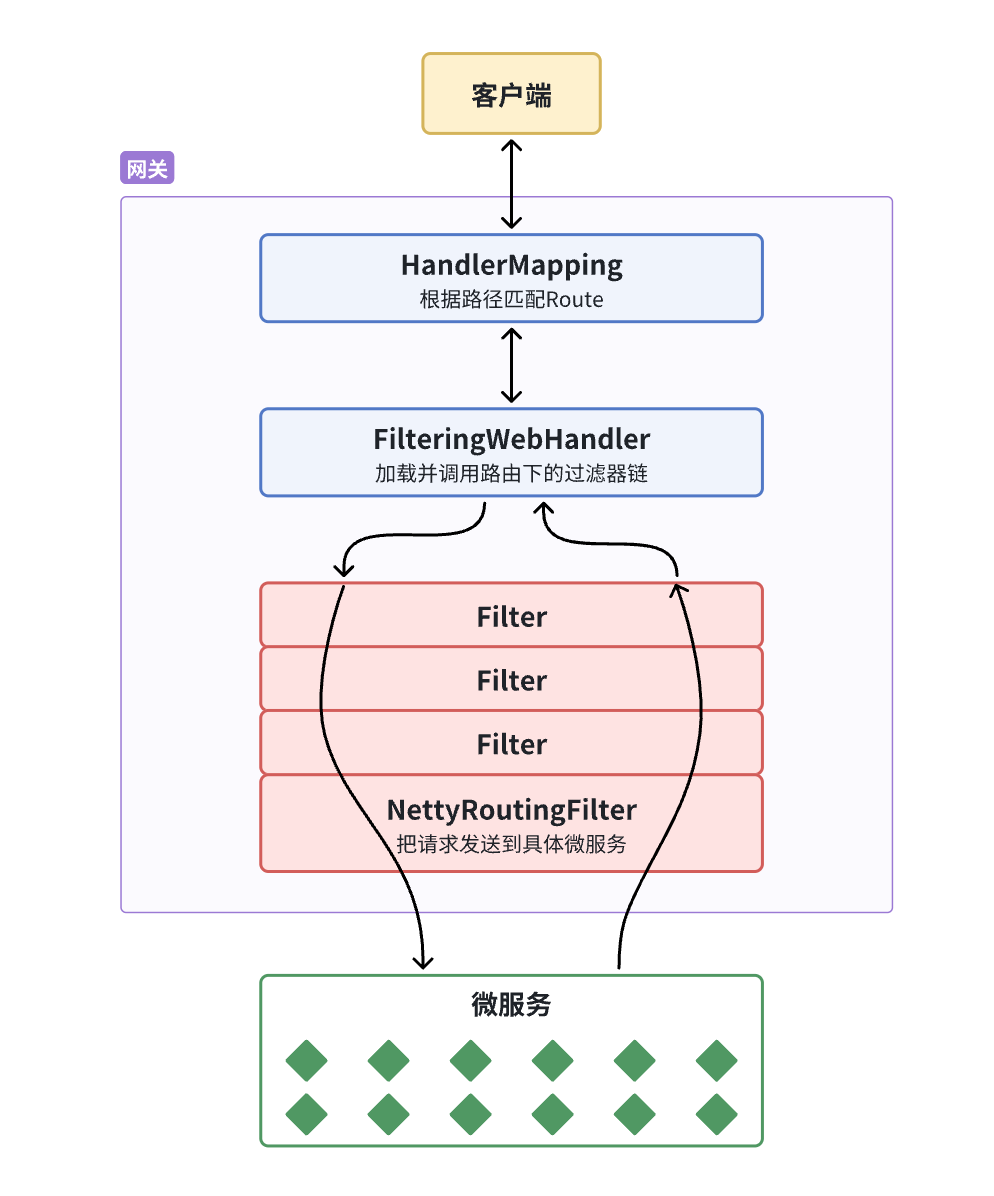 客户端
网关
HandlerMapping
根据路径匹配Route
FilteringWebHandler
加载并调用路由下的过滤器链
Filter
Filter
Filter
NettyRoutingFilter
把请求发送到具体微服务
微服务